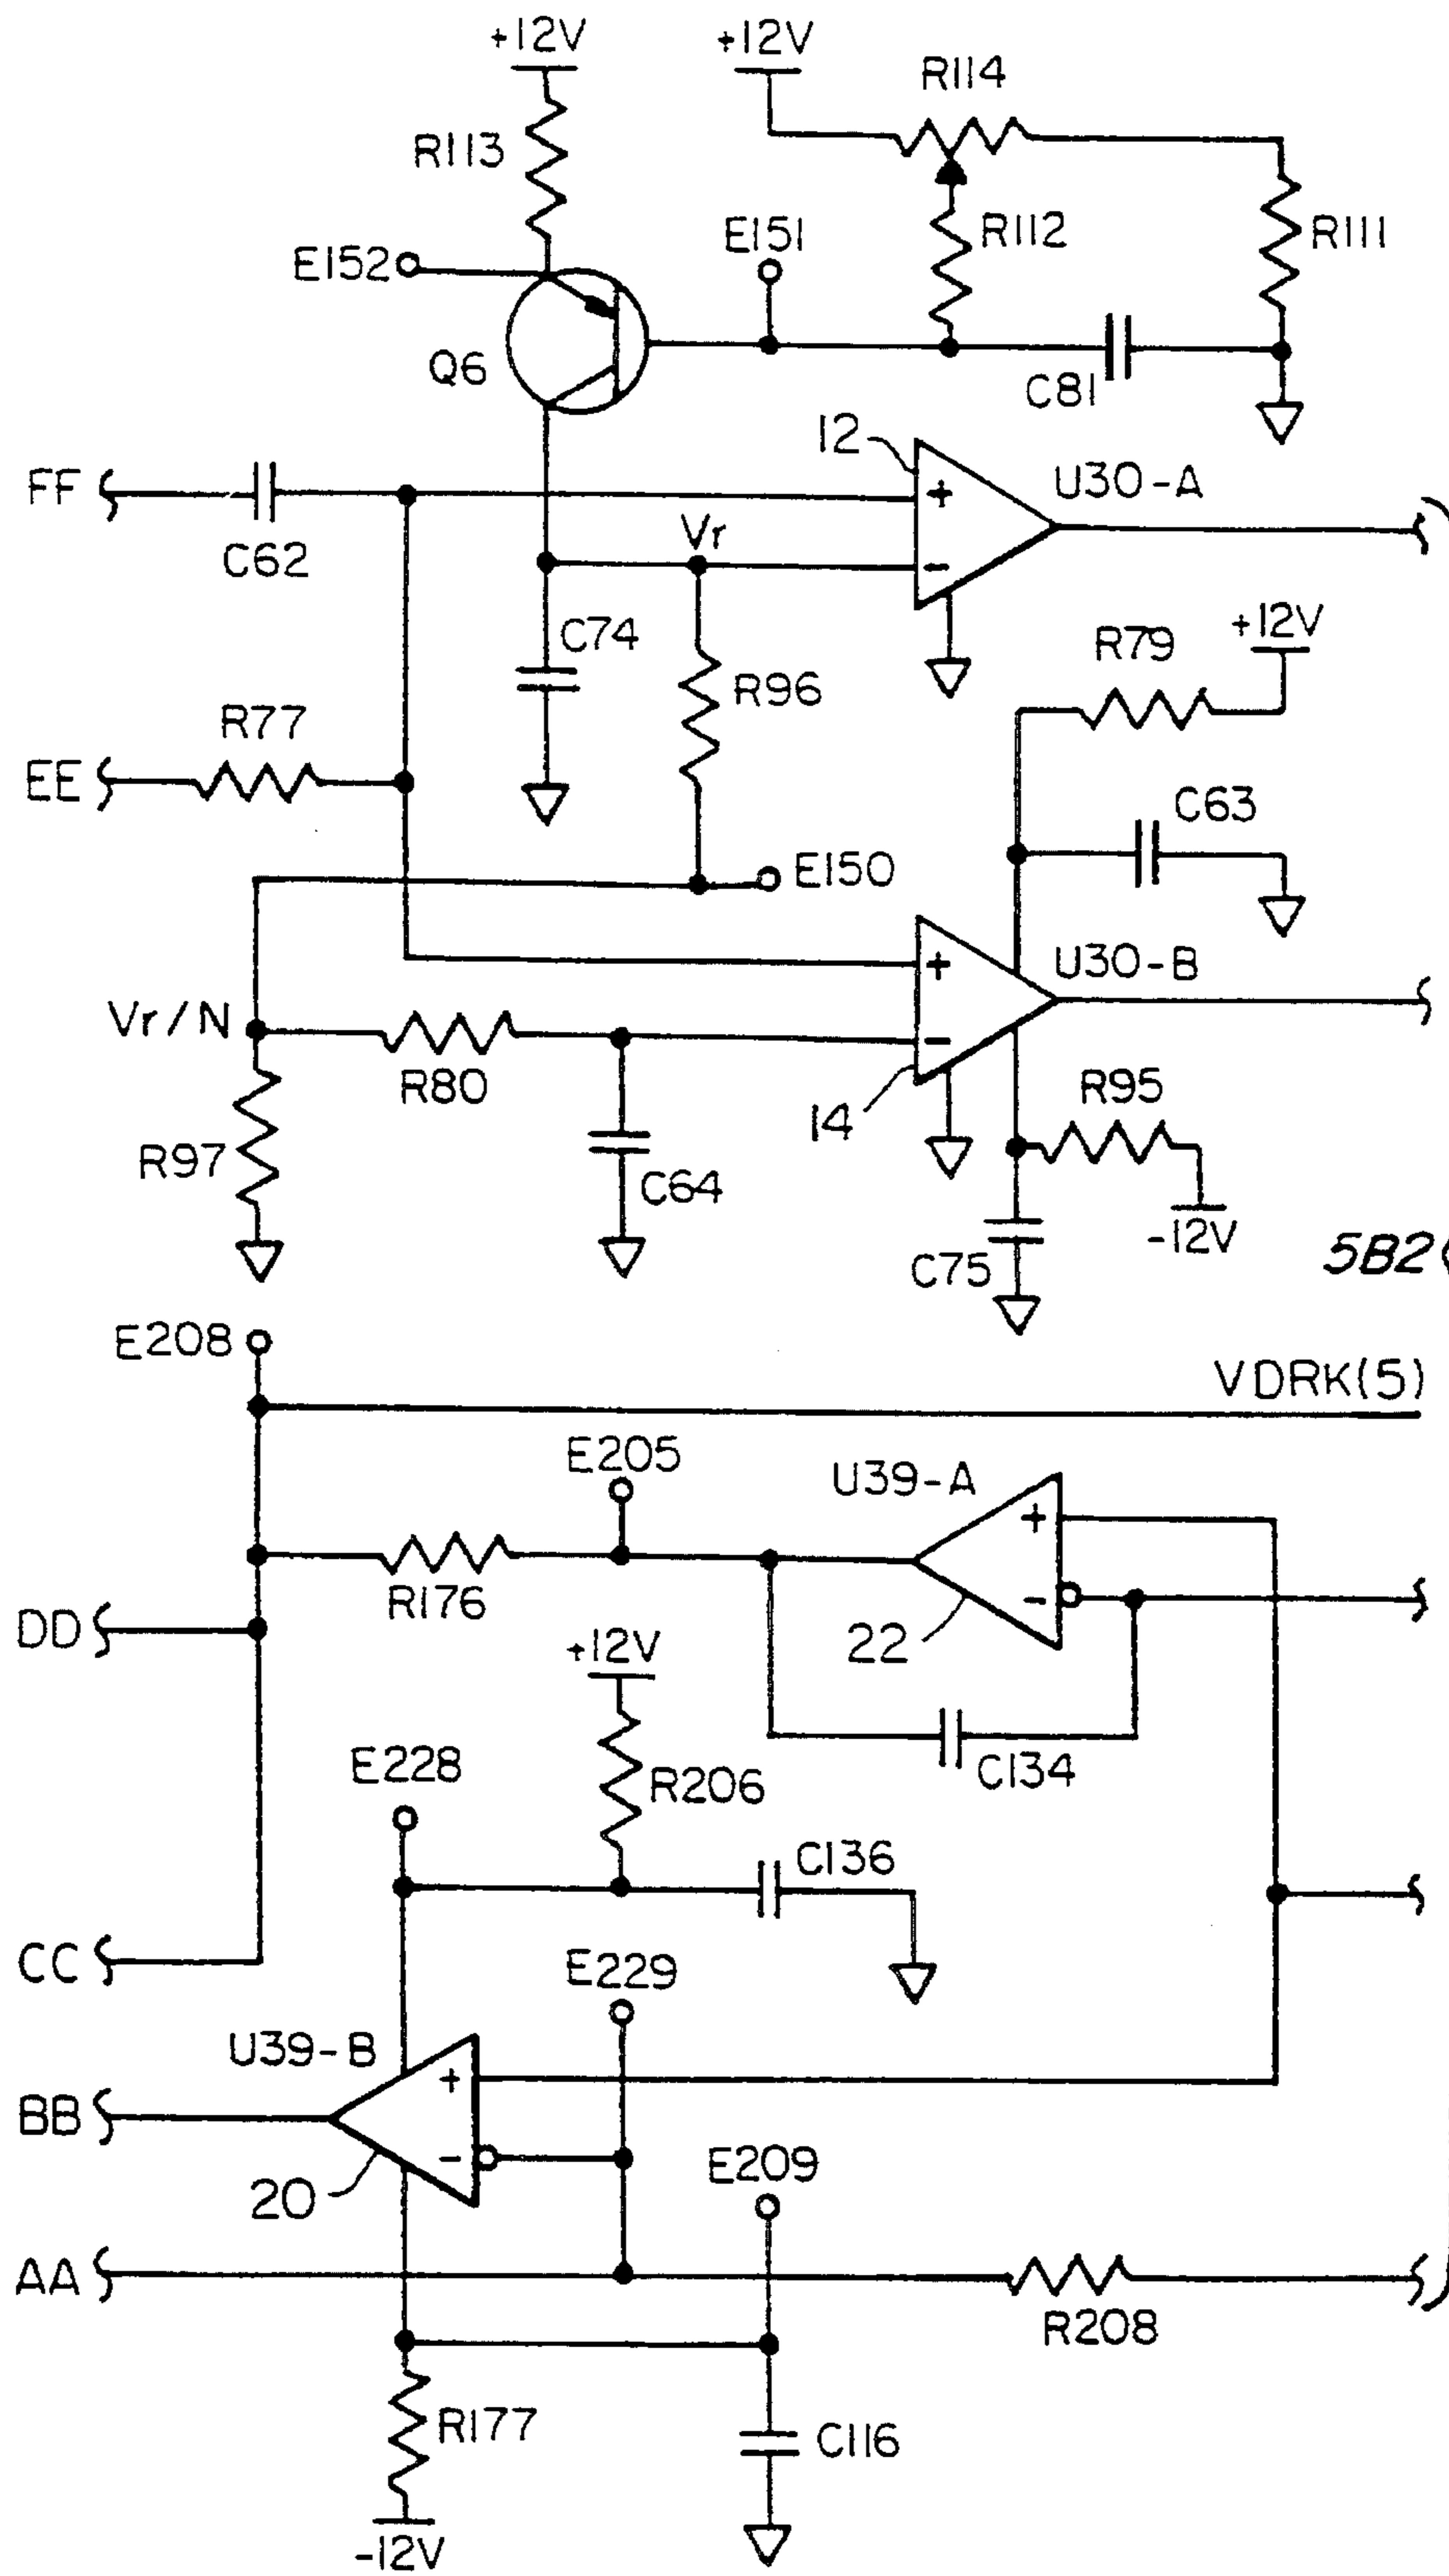 +12V
+12V
R114
R113
R112
R111
E151
E152
Q6
C81
12
FF
U30-A
C62
Vr
+
-
C74
R79
+12V
R96
R77
EE
C63
E150
+
U30-B
Vr/N
-
R80
R95
14
R97
C64
-12V
C75
5B2
E208
VDRK(5)
E205
U39-A
+
-
R176
DD
22
+12V
E228
R206
C134
C136
CC
E229
U39-B
+
BB
-
E209
20
AA
R208
R177
C116
-12V